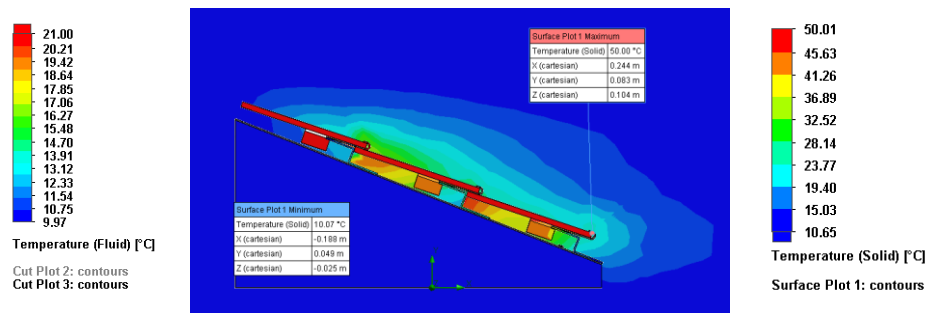 21.00
20.21
19.42
18.64
17.85
17.06
16.27
15.48
14.70
13.91
13.12
12.33
11.54
10.75
9.97
Temperature (Fluid) [°C]
Cut Plot 2: contours
Cut Plot 3: contours
Surface Plot 1 Maximum
Temperature (Solid) 50.00 °C
X (cartesian) 0.244 m
Y (cartesian) 0.083 m
Z (cartesian) 0.104 m
Surface Plot 1 Minimum
Temperature (Solid) 10.07 °C
X (cartesian) -0.188 m
Y (cartesian) 0.049 m
Z (cartesian) -0.025 m
50.01
45.63
41.26
36.89
32.52
28.14
23.77
19.40
15.03
10.65
Temperature (Solid) [°C]
Surface Plot 1: contours